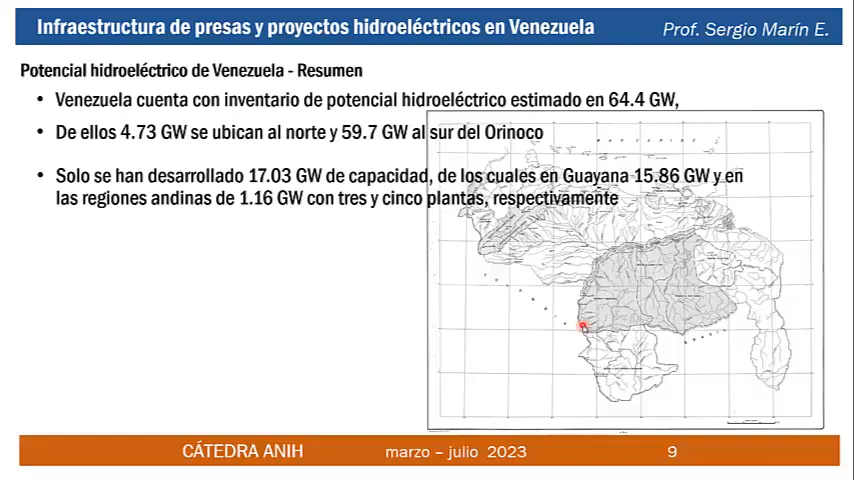 Infraestructura de presas y proyectos hidroeléctricos en Venezuela
Prof. Sergio Marín E.
Potencial hidroeléctrico de Venezuela - Resumen
• Venezuela cuenta con inventario de potencial hidroeléctrico estimado en 64.4 GW,
• De ellos 4.73 GW se ubican al norte y 59.7 GW al sur del Orinoco
• Solo se han desarrollado 17.03 GW de capacidad, de los cuales en Guayana 15.86 GW y en
las regiones andinas de 1.16 GW con tres y cinco plantas, respectivamente
CÁTEDRA ANIH
marzo – julio 2023
9